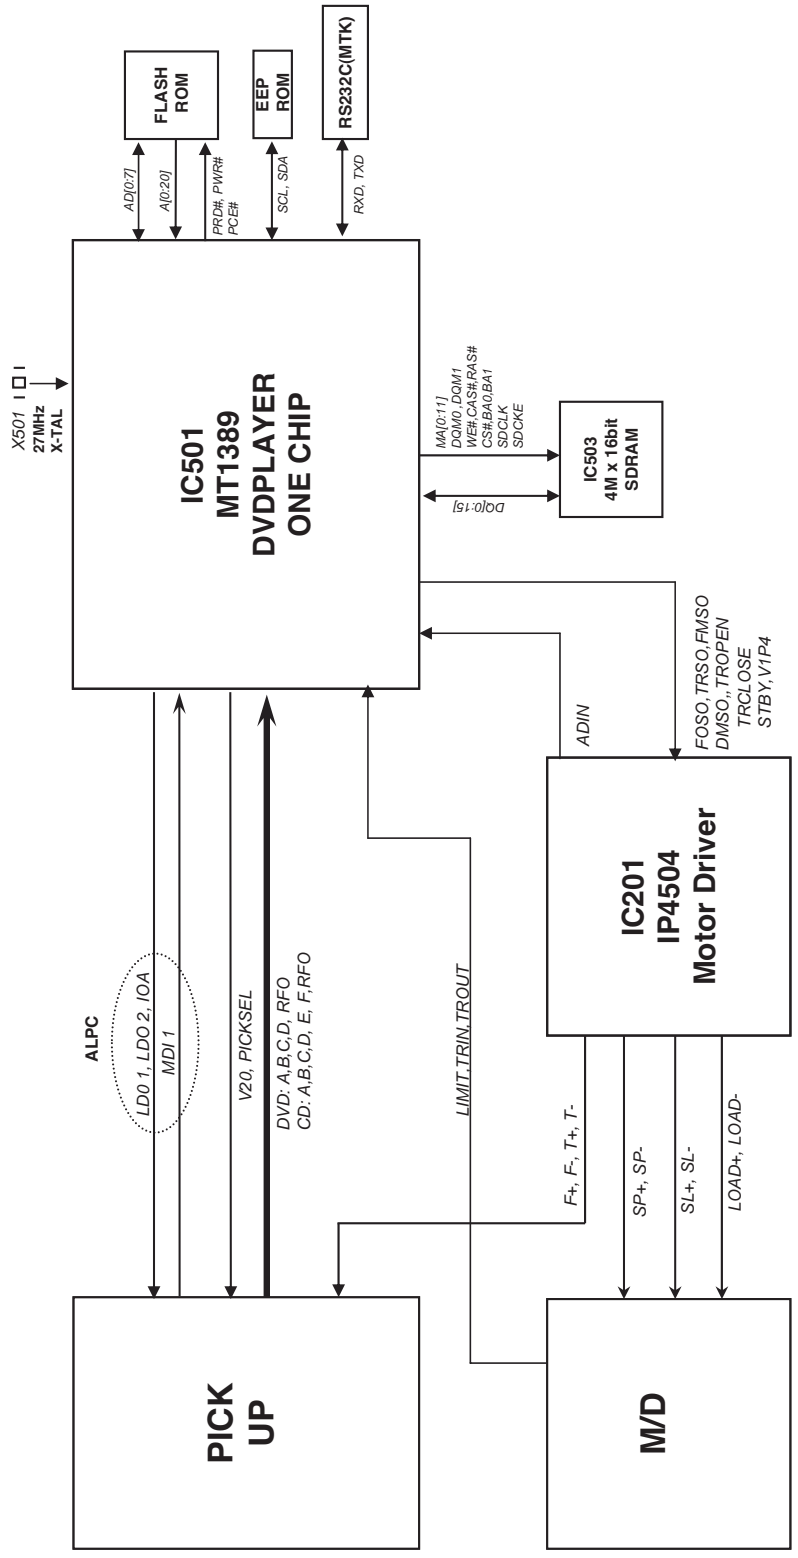 PICK
UP
M/D
ALPC
LD0 1, LDO 2, IOA
MDI 1
V20, PICKSEL
DVD: A,B,C,D, RFO
CD: A,B,C,D, E, F,RFO
LIMIT,TRIN,TROUT
F+, F-, T+, T-
SP+, SP-
SL+, SL-
LOAD+, LOAD-
IC201
IP4504
Motor Driver
ADIN
FOSO,TRSO,FMSO
DMSO,,TROPEN
TRCLOSE
STBY,V1P4
X501
27MHz
X-TAL
IC501
MT1389
DVDPLAYER
ONE CHIP
DQ[0:15]
MA[0:11]
DQM0 ,DQM1
WE#,CAS#,RAS#
CS#,BA0,BA1
SDCLK
SDCKE
IC503
4M x 16bit
SDRAM
AD[0:7]
A[0:20]
PRD#, PWR#
PCE#
SCL, SDA
RXD, TXD
FLASH
ROM
EEP
ROM
RS232C(MTK)